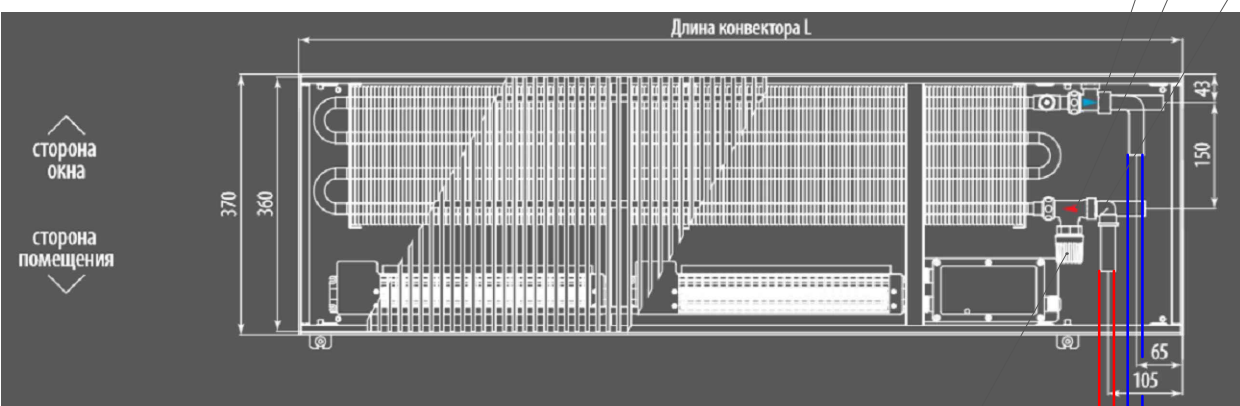 Длина конвектора L
43
сторона
окна
150
370
360
сторона
помещения
65
105